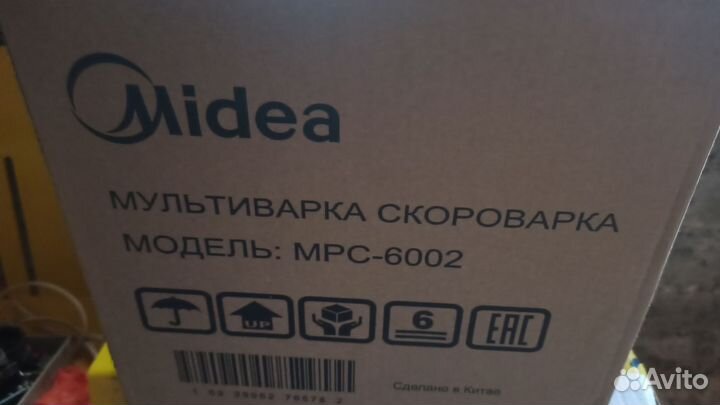 Midea
МУЛЬТИВАРКА СКОРОВАРКА
МОДЕЛЬ: MPC-6002
UP
6
EAC
Сделано в Китае
Avito